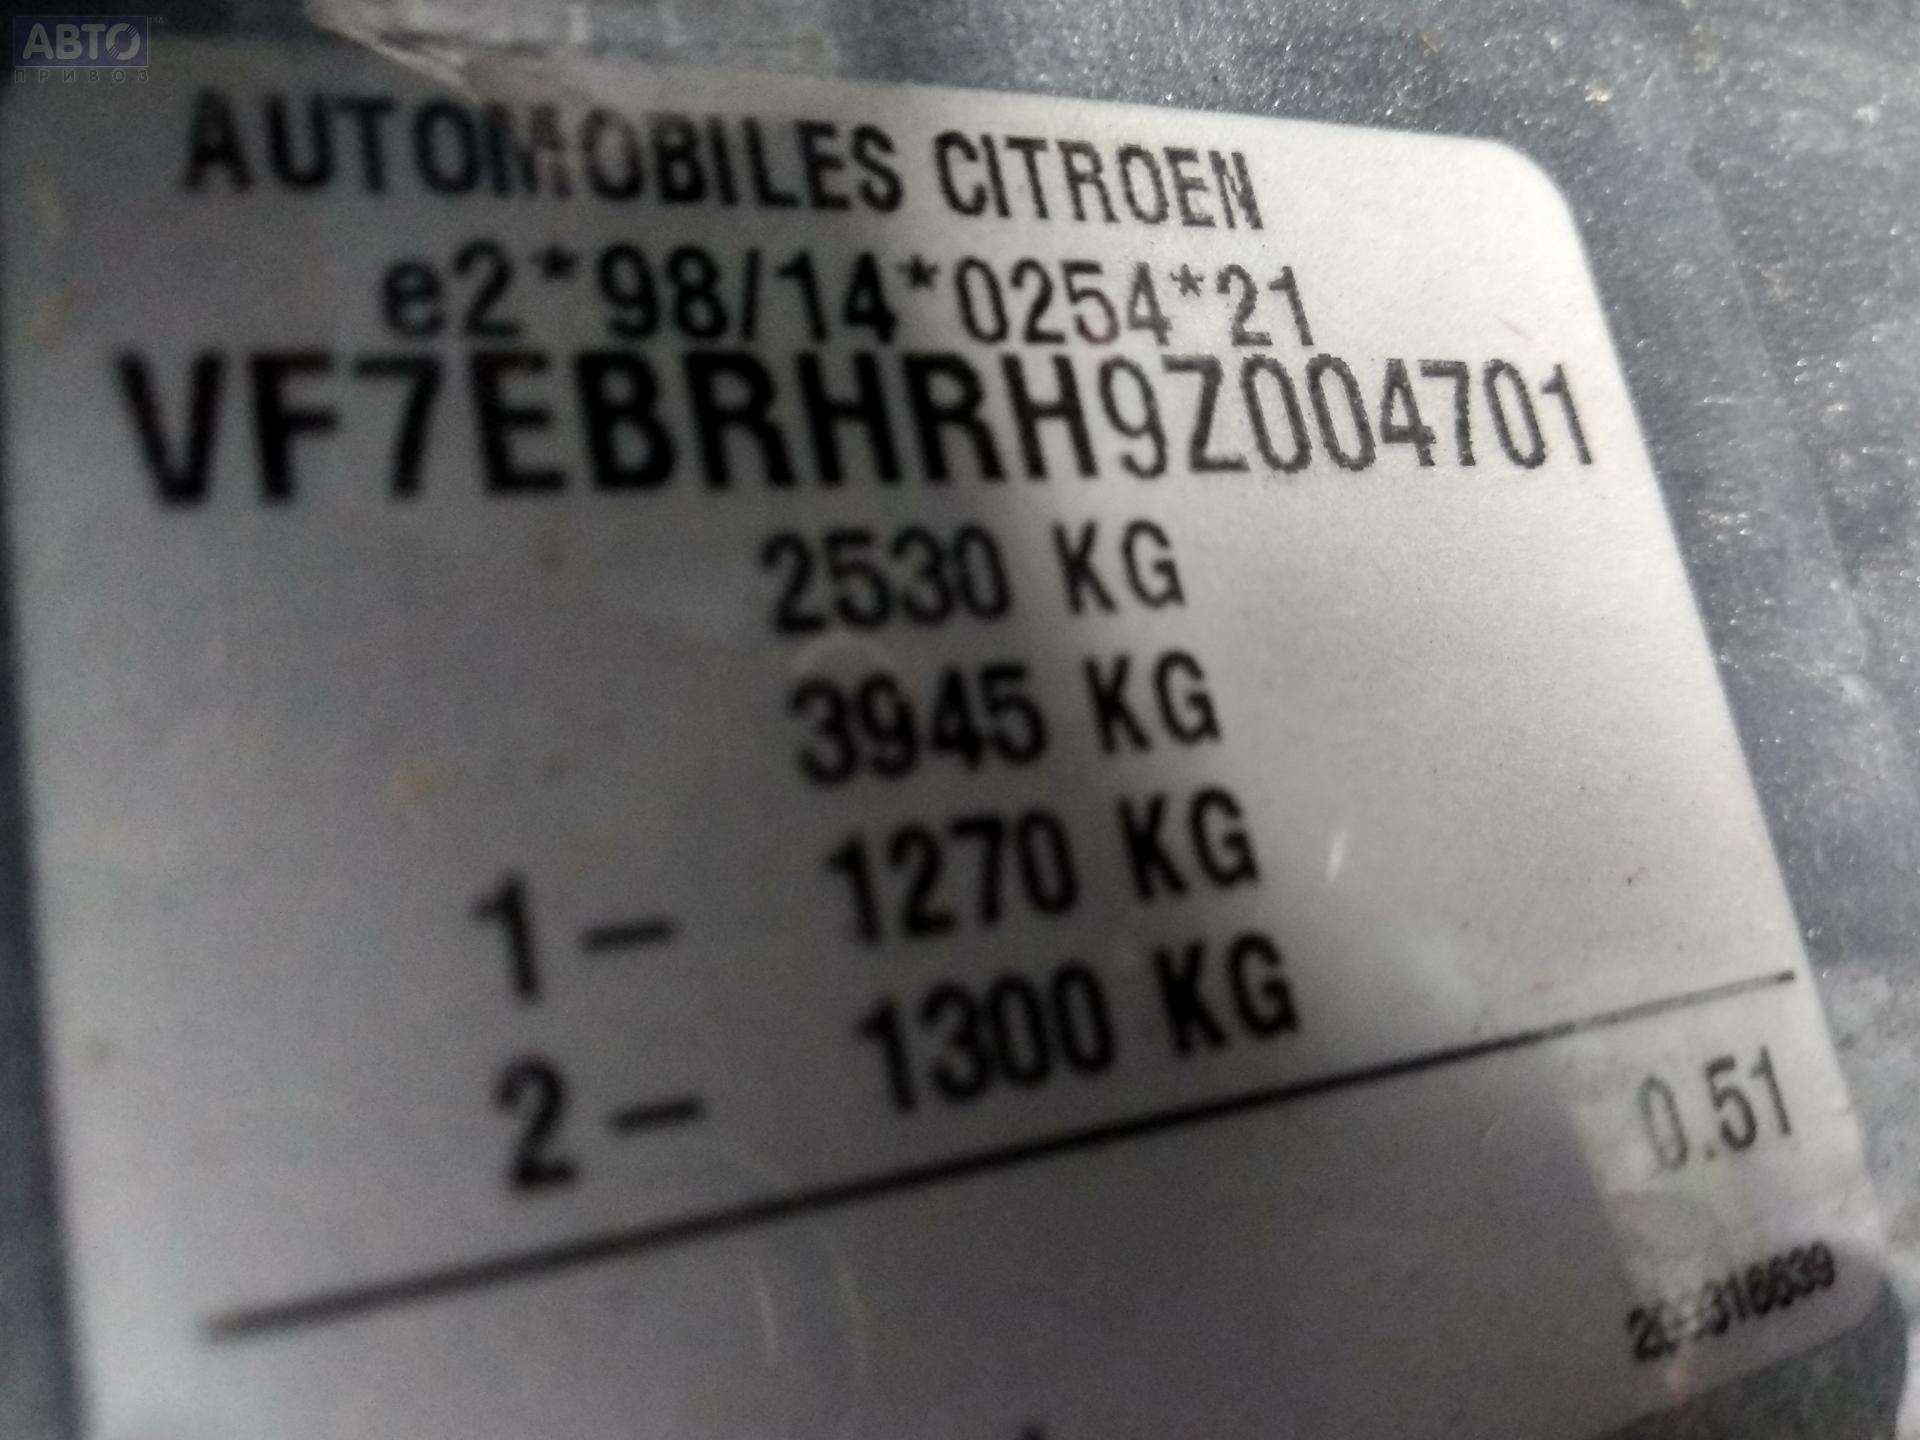 АВТО
ПРИВОЗ
AUTOMOBILES CITROEN
e2*98/14*0254*21
VF7EBRHRH9Z004701
2530 KG
3945 KG
1- 1270 KG
2- 1300 KG
0.51